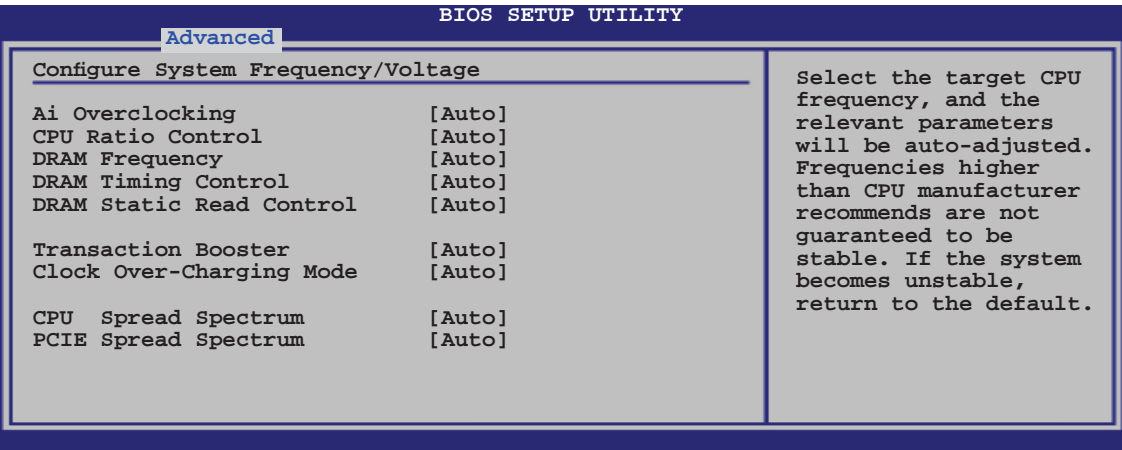 BIOS SETUP UTILITY
Advanced
Configure System Frequency/Voltage
Ai Overclocking [Auto]
CPU Ratio Control [Auto]
DRAM Frequency [Auto]
DRAM Timing Control [Auto]
DRAM Static Read Control [Auto]
Transaction Booster [Auto]
Clock Over-Charging Mode [Auto]
CPU Spread Spectrum [Auto]
PCIE Spread Spectrum [Auto]
Select the target CPU
frequency, and the
relevant parameters
will be auto-adjusted.
Frequencies higher
than CPU manufacturer
recommends are not
guaranteed to be
stable. If the system
becomes unstable,
return to the default.